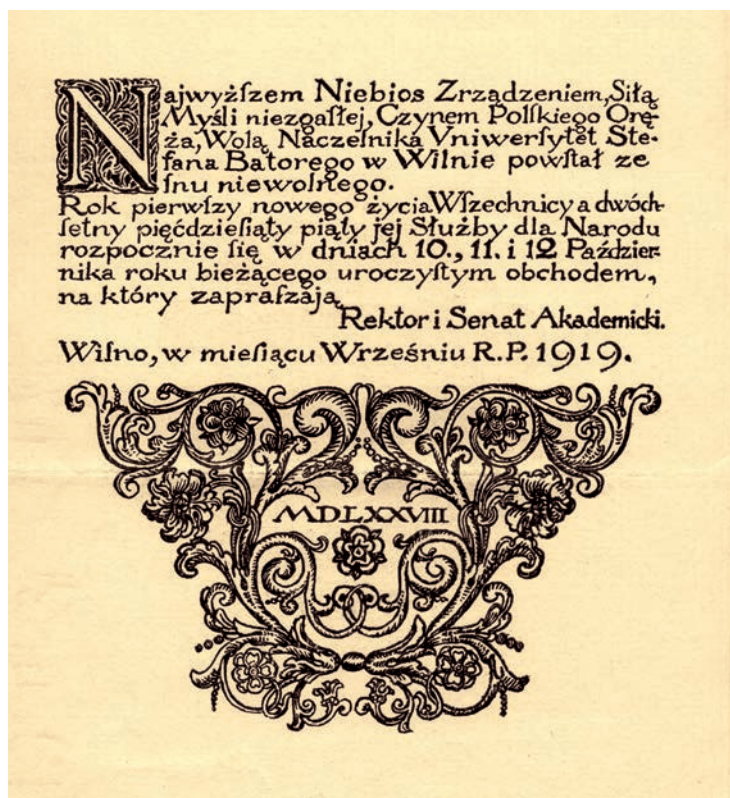 Najwyżſzem Niebios Zrządzeniem, Siłą
Myśli niezgaſłej, Czynem Polſkiego Orę-
ża, Wolą Naczelnika Vniwerſytet Ste-
fana Batorego w Wilnie powſtał ze
ſnu niewolnego.
Rok pierwſzy nowego życia Wſzechnicy a dwóch-
ſetny pięćdzieſiąty piąty jej Służby dla Narodu
rozpocznie ſię w dniach 10., 11. i 12 Paździer-
nika roku bieżącego uroczyſtym obchodem,
na który zapraſzają
Rektor i Senat Akademicki.
Wilno, w mieſiącu Wrześniu R.P. 1919.
MDLXXVIII